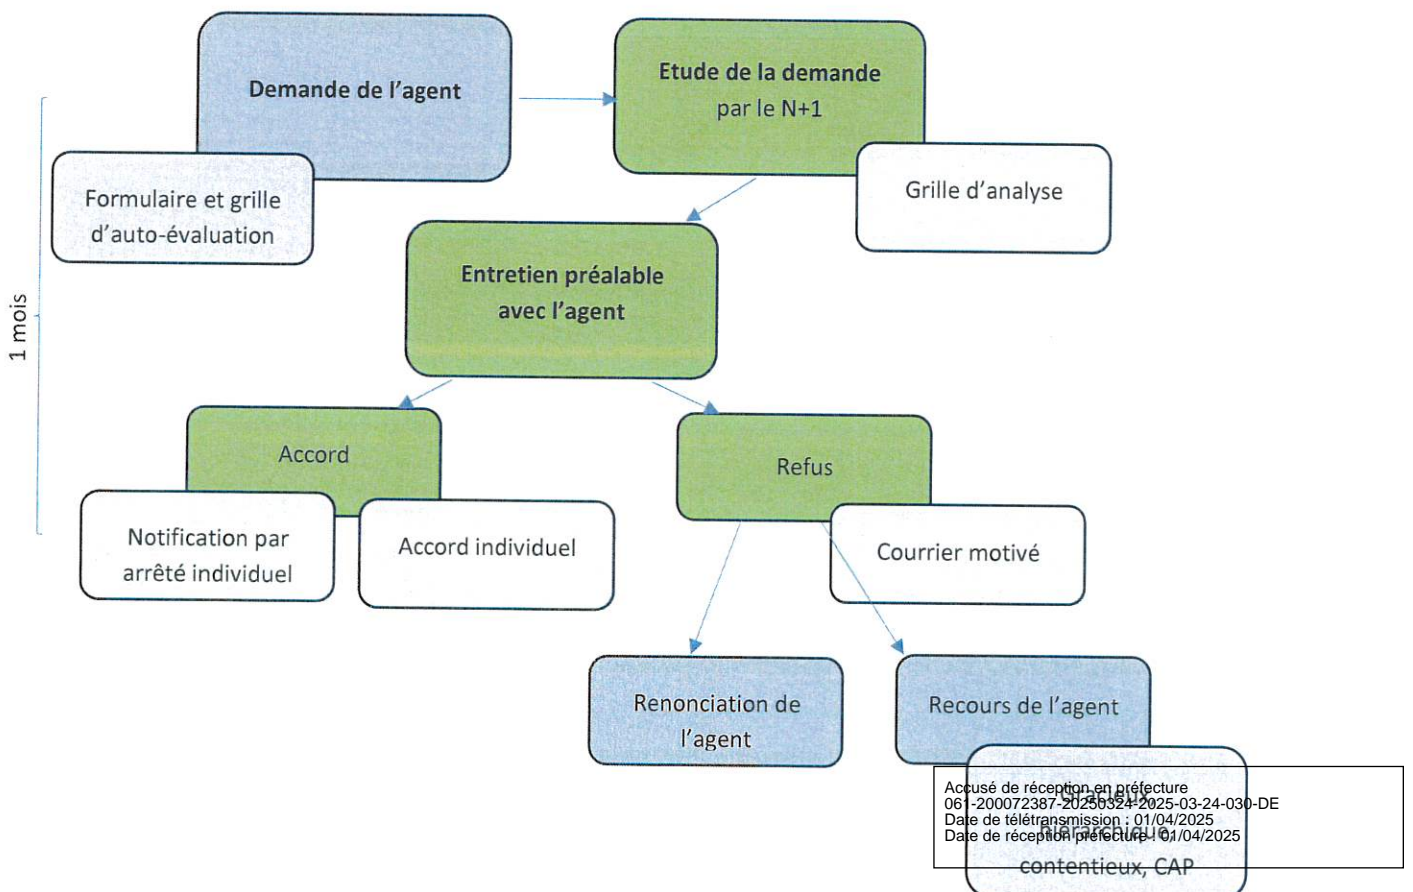 Demande de l'agent
Etude de la demande
par le N+1
Formulaire et grille
d'auto-évaluation
Grille d'analyse
Entretien préalable
avec l'agent
1 mois
Accord
Refus
Notification par
arrêté individuel
Accord individuel
Courrier motivé
Renonciation de
l'agent
Recours de l'agent
Gracieux,
hiérarchique,
contentieux, CAP
Accusé de réception en préfecture
061-200072387-20250324-2025-03-24-030-DE
Date de télétransmission : 01/04/2025
Date de réception préfecture : 01/04/2025